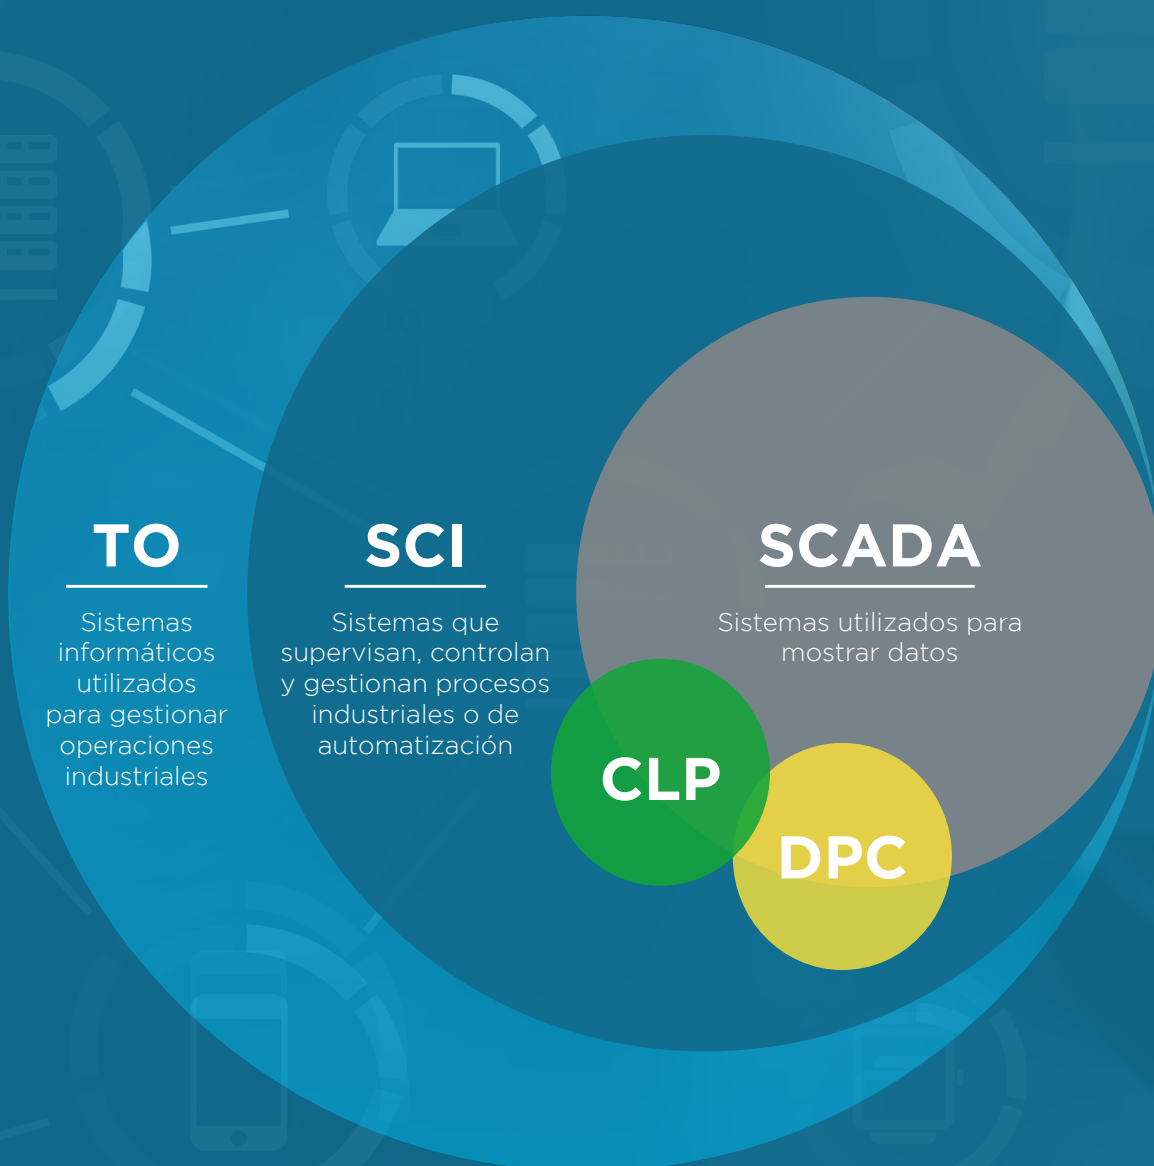 TO
Sistemas
informáticos
utilizados
para gestionar
operaciones
industriales
SCI
Sistemas que
supervisan, controlan
y gestionan procesos
industriales o de
automatización
SCADA
Sistemas utilizados para
mostrar datos
CLP
DPC